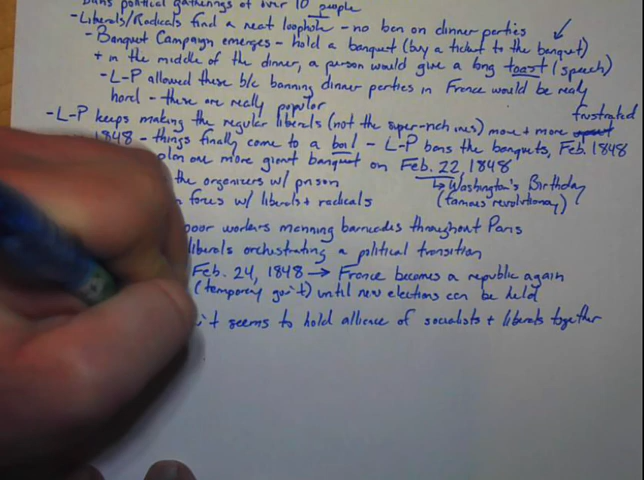 bans political gatherings of over 10 people
- Liberals/Radicals find a neat loophole - no ban on dinner parties
- Banquet Campaign emerges - hold a banquet (buy a ticket to the banquet)
+ in the middle of the dinner, a person would give a long toast (speech)
- L-P allowed these b/c banning dinner parties in France would be really
hard - these are really popular
- L-P keeps making the regular liberals (not the super-rich ones) more + more frustrated
1848 - things finally come to a boil - L-P bans the banquets, Feb. 1848
plan one more giant banquet on Feb. 22, 1848
the organizers w/ prison
↳ Washington's Birthday
(famous revolutionary)
forces w/ liberals + radicals
poor workers manning barricades throughout Paris
liberals orchestrating a political transition
Feb. 24, 1848 → France becomes a republic again
(temporary gov't) until new elections can be held
it seems to hold alliance of socialists + liberals together